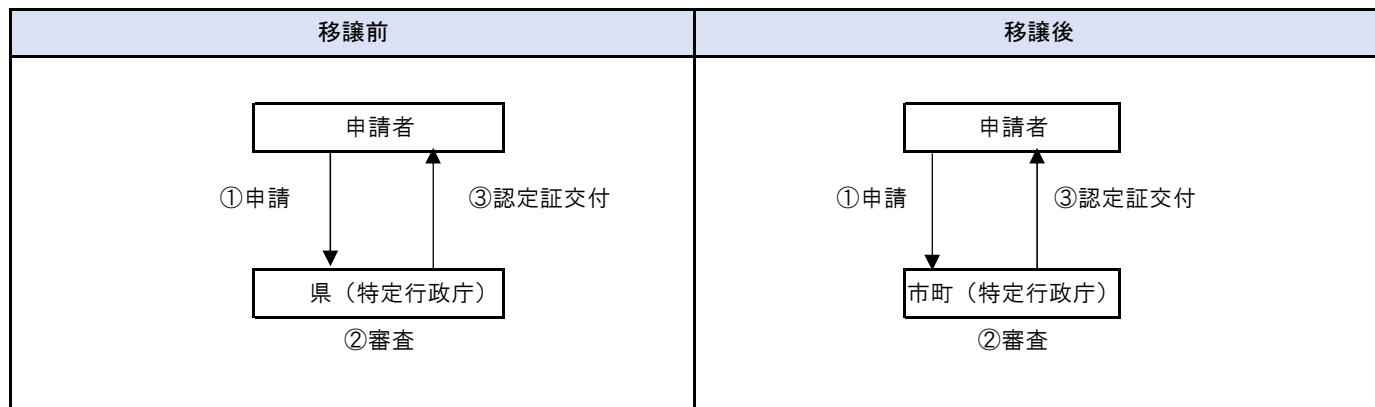 移譲前
移譲後
申請者
①申請
③認定証交付
県（特定行政庁）
②審査
申請者
①申請
③認定証交付
市町（特定行政庁）
②審査